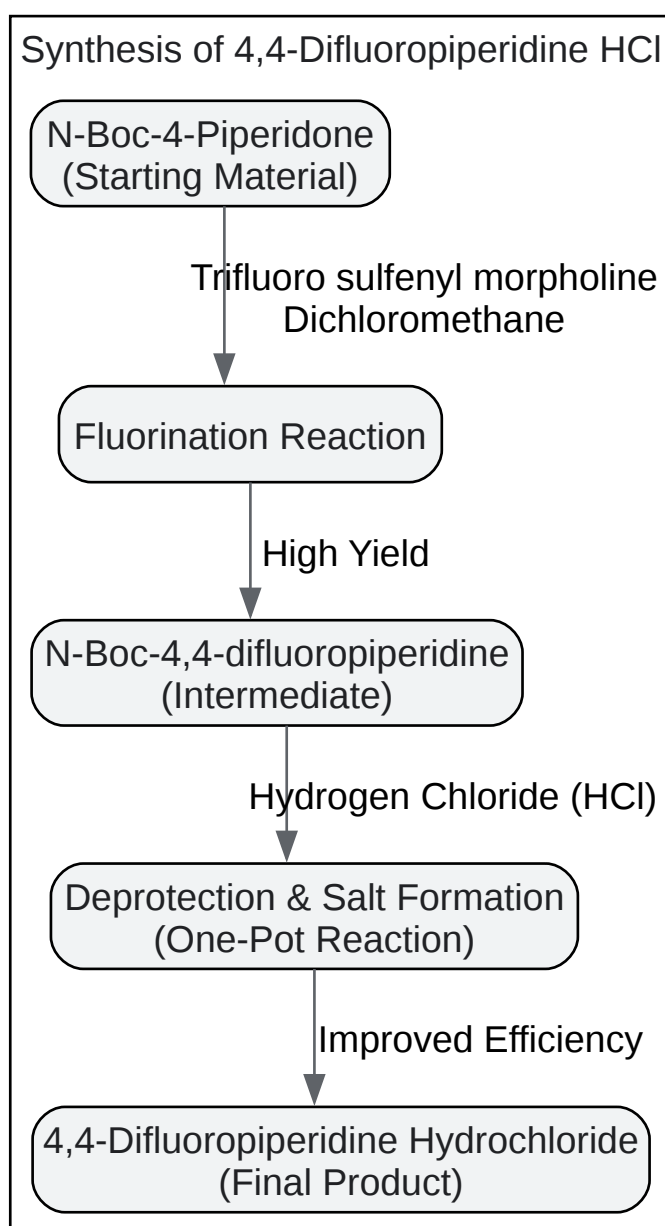 Synthesis of 4,4-Difluoropiperidine HCl
N-Boc-4-Piperidone
(Starting Material)
Trifluoro sulfenyl morpholine
Dichloromethane
Fluorination Reaction
High Yield
N-Boc-4,4-difluoropiperidine
(Intermediate)
Hydrogen Chloride (HCl)
Deprotection & Salt Formation
(One-Pot Reaction)
Improved Efficiency
4,4-Difluoropiperidine Hydrochloride
(Final Product)